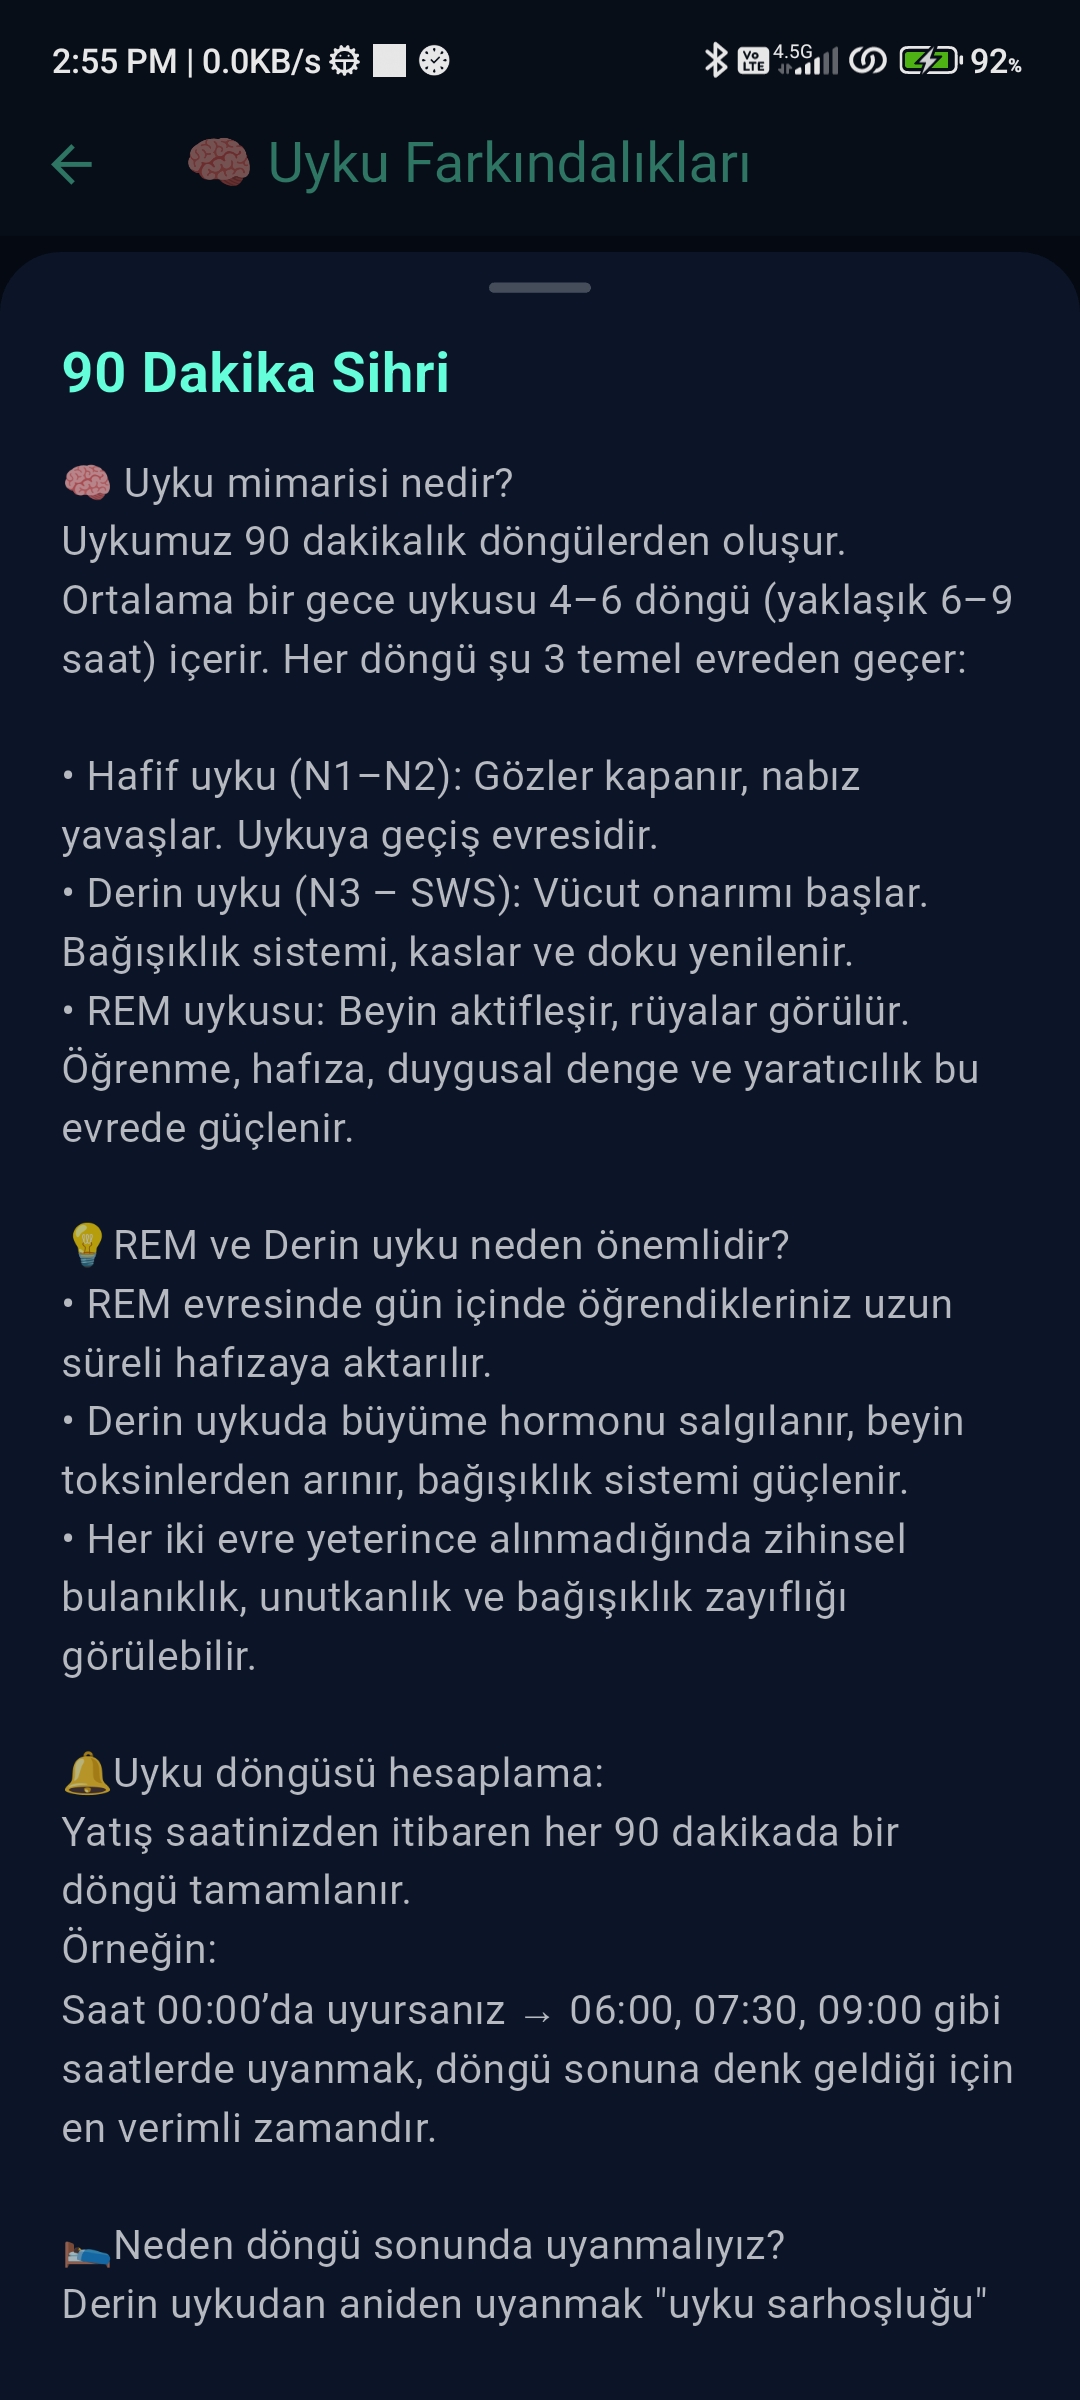 2:55 PM | 0.0KB/s Vo LTE 4.5G 92%
Uyku Farkındalıkları
90 Dakika Sihri
🧠 Uyku mimarisi nedir?
Uykumuz 90 dakikalık döngülerden oluşur.
Ortalama bir gece uykusu 4–6 döngü (yaklaşık 6–9
saat) içerir. Her döngü şu 3 temel evreden geçer:
• Hafif uyku (N1–N2): Gözler kapanır, nabız
yavaşlar. Uykuya geçiş evresidir.
• Derin uyku (N3 – SWS): Vücut onarımı başlar.
Bağışıklık sistemi, kaslar ve doku yenilenir.
• REM uykusu: Beyin aktifleşir, rüyalar görülür.
Öğrenme, hafıza, duygusal denge ve yaratıcılık bu
evrede güçlenir.
💡REM ve Derin uyku neden önemlidir?
• REM evresinde gün içinde öğrendikleriniz uzun
süreli hafızaya aktarılır.
• Derin uykuda büyüme hormonu salgılanır, beyin
toksinlerden arınır, bağışıklık sistemi güçlenir.
• Her iki evre yeterince alınmadığında zihinsel
bulanıklık, unutkanlık ve bağışıklık zayıflığı
görülebilir.
🔔Uyku döngüsü hesaplama:
Yatış saatinizden itibaren her 90 dakikada bir
döngü tamamlanır.
Örneğin:
Saat 00:00’da uyursanız → 06:00, 07:30, 09:00 gibi
saatlerde uyanmak, döngü sonuna denk geldiği için
en verimli zamandır.
🛌Neden döngü sonunda uyanmalıyız?
Derin uykudan aniden uyanmak "uyku sarhoşluğu"